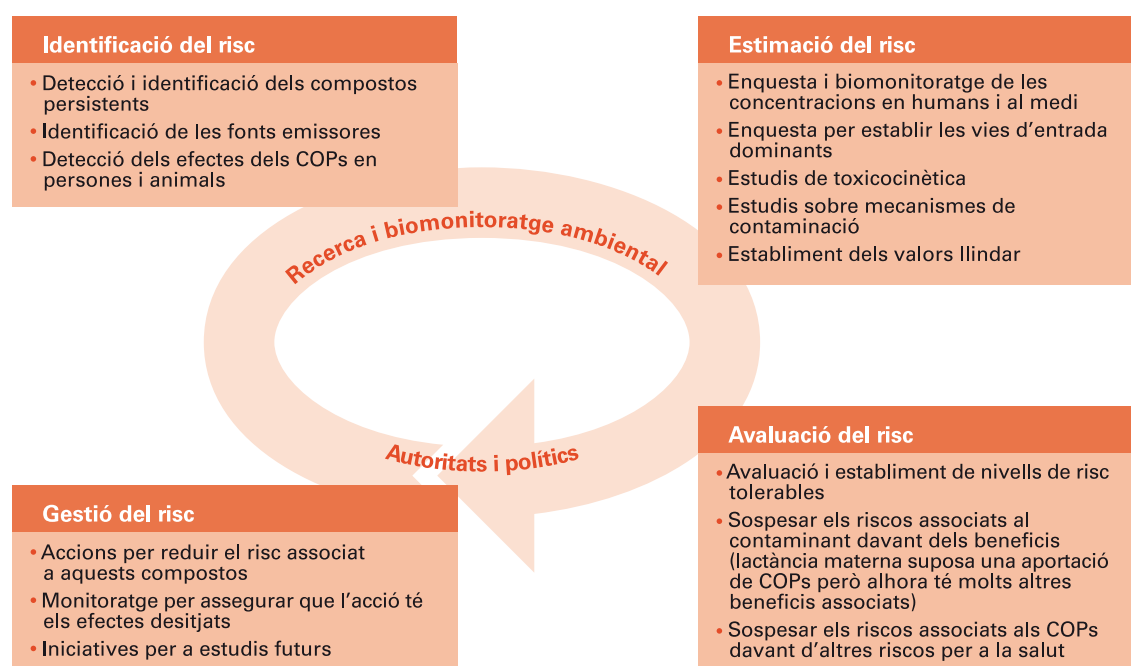 Identificació del risc
• Detecció i identificació dels compostos
persistents
• Identificació de les fonts emissores
• Detecció dels efectes dels COPs en
persones i animals
Estimació del risc
• Enquesta i biomonitoratge de les
concentracions en humans i al medi
• Enquesta per establir les vies d'entrada
dominants
• Estudis de toxicocinètica
• Estudis sobre mecanismes de
contaminació
• Establiment dels valors llindar
Recerca i biomonitoratge ambiental
Autoritats i polítics
Gestió del risc
• Accions per reduir el risc associat
a aquests compostos
• Monitoratge per assegurar que l'acció té
els efectes desitjats
• Iniciatives per a estudis futurs
Avaluació del risc
• Avaluació i establiment de nivells de risc
tolerables
• Sospesar els riscos associats al
contaminant davant dels beneficis
(lactància materna suposa una aportació
de COPs però alhora té molts altres
beneficis associats)
• Sospesar els riscos associats als COPs
davant d'altres riscos per a la salut